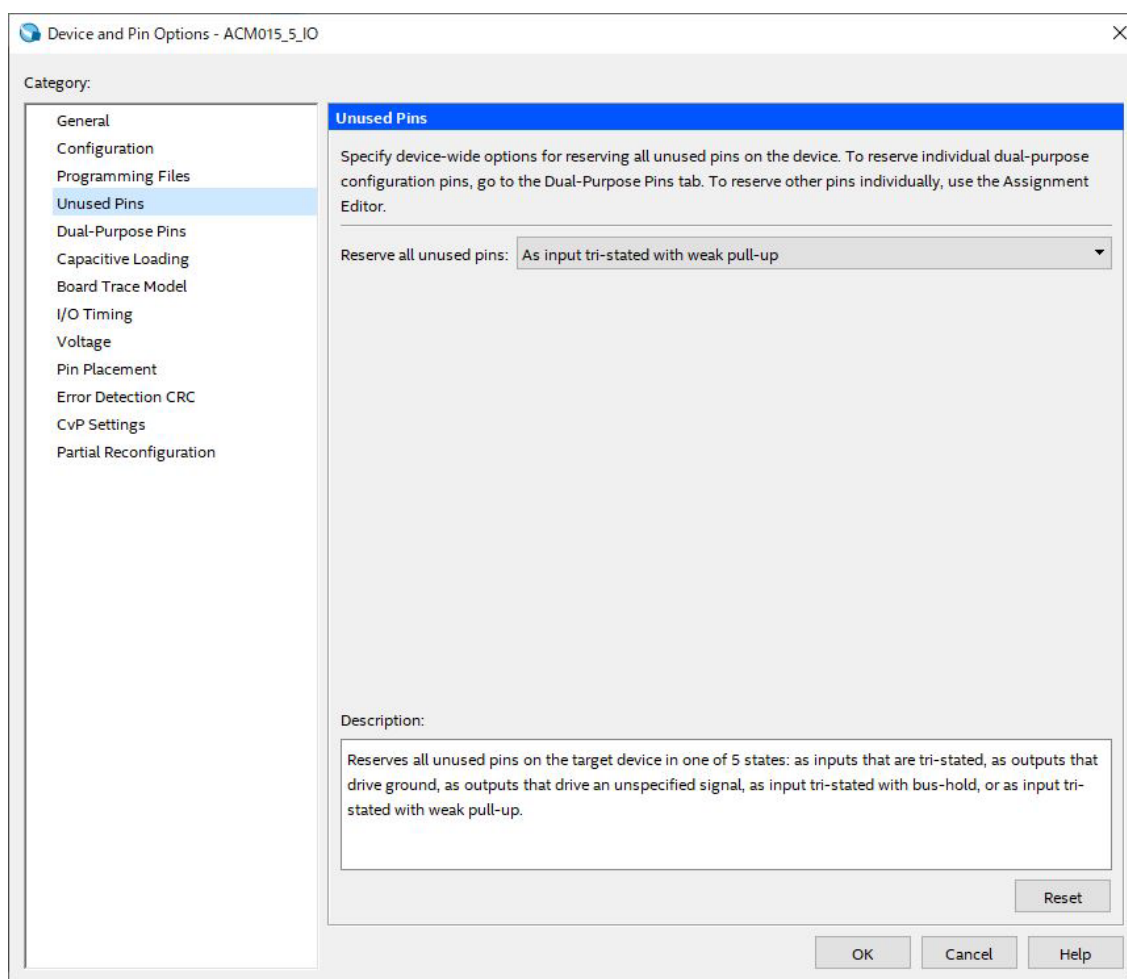 Device and Pin Options - ACM015_5_IO
Category:
General
Configuration
Programming Files
Unused Pins
Dual-Purpose Pins
Capacitive Loading
Board Trace Model
I/O Timing
Voltage
Pin Placement
Error Detection CRC
CvP Settings
Partial Reconfiguration
Unused Pins
Specify device-wide options for reserving all unused pins on the device. To reserve individual dual-purpose
configuration pins, go to the Dual-Purpose Pins tab. To reserve other pins individually, use the Assignment
Editor.
Reserve all unused pins: As input tri-stated with weak pull-up
Description:
Reserves all unused pins on the target device in one of 5 states: as inputs that are tri-stated, as outputs that
drive ground, as outputs that drive an unspecified signal, as input tri-stated with bus-hold, or as input tri-
stated with weak pull-up.
Reset
OK Cancel Help